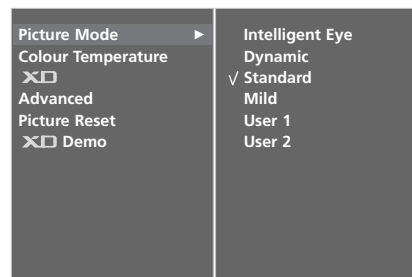 Picture Mode ►
Colour Temperature
XD
Advanced
Picture Reset
XD Demo
Intelligent Eye
Dynamic
√ Standard
Mild
User 1
User 2